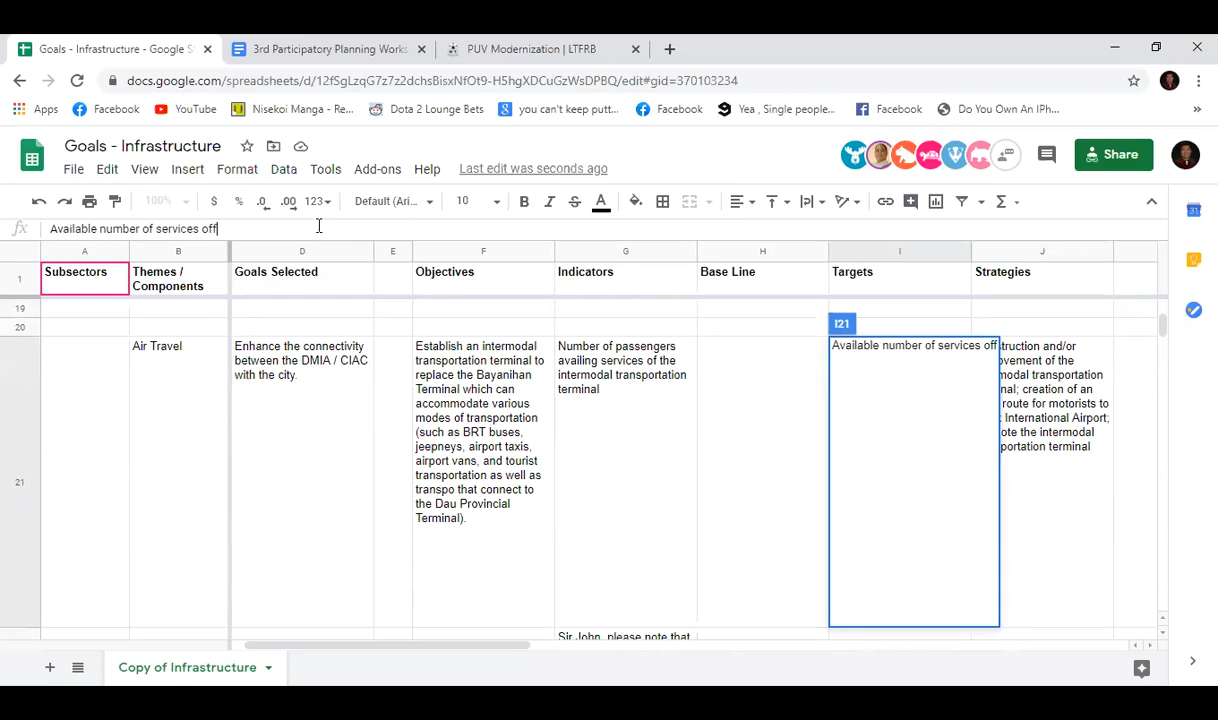 Goals - Infrastructure - Google S
3rd Participatory Planning Works
PUV Modernization | LTFRB
docs.google.com/spreadsheets/d/12fSgLzqG7z7z2dchsBisxNfOt9-H5hgXDCuGzWsDPBQ/edit#gid=370103234
Apps
Facebook
YouTube
Nisekoi Manga - Re...
Dota 2 Lounge Bets
you can't keep putt...
Facebook
Yea , Single people...
Facebook
Do You Own An IPh...
Goals - Infrastructure
File Edit View Insert Format Data Tools Add-ons Help Last edit was seconds ago
Share
100% $ % .0 .00 123 Default (Ari... 10 B I S A
fx Available number of services off
A B D E F G H I J
1 Subsectors Themes / Components Goals Selected Objectives Indicators Base Line Targets Strategies
19
20
I21
21
Air Travel
Enhance the connectivity
between the DMIA / CIAC
with the city.
Establish an intermodal
transportation terminal to
replace the Bayanihan
Terminal which can
accommodate various
modes of transportation
(such as BRT buses,
jeepneys, airport taxis,
airport vans, and tourist
transportation as well as
transpo that connect to
the Dau Provincial
Terminal).
Number of passengers
availing services of the
intermodal transportation
terminal
Available number of services off
truction and/or
ovement of the
modal transportation
nal; creation of an
route for motorists to
International Airport;
ote the intermodal
portation terminal
Sir John, please note that
Copy of Infrastructure